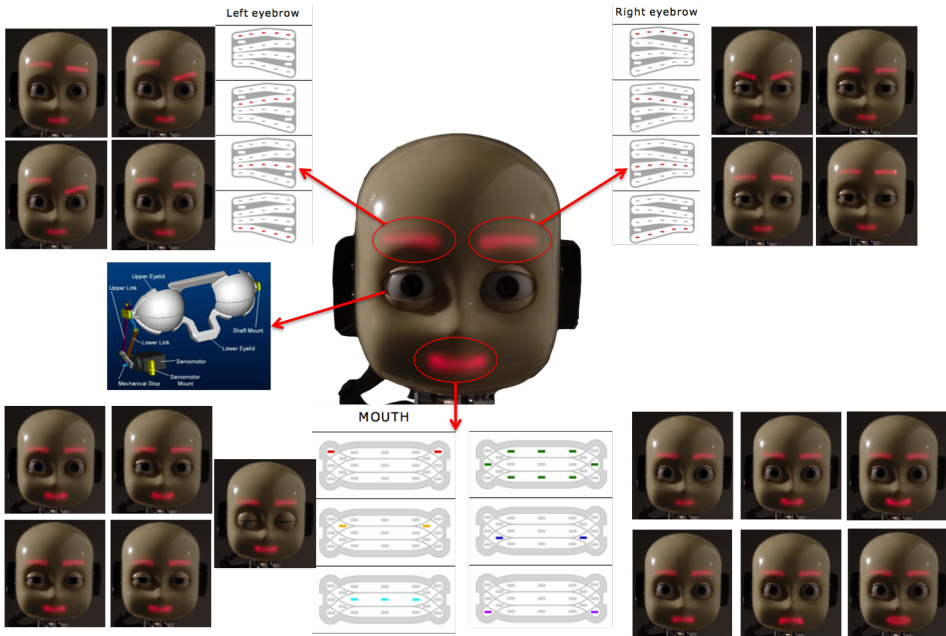 Left eyebrow
Right eyebrow
Upper Eyelid
Upper Link
Shaft Mount
Lower Link
Lower Eyelid
Servomotor
Mechanical Stop
Servomotor
Mount
MOUTH